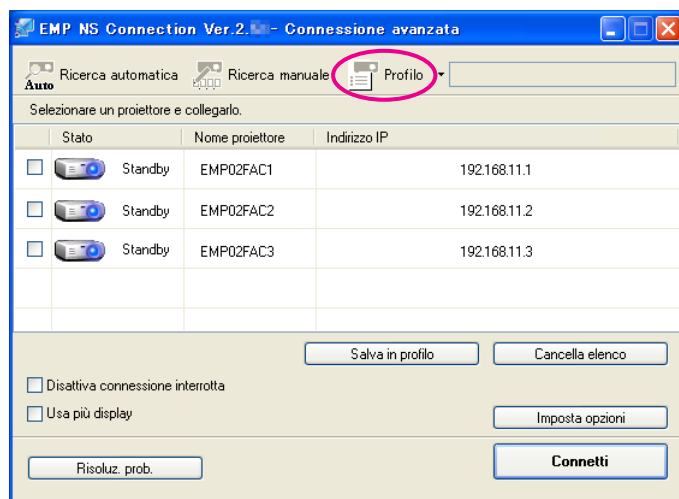 EMP NS Connection Ver.2. - Connessione avanzata
Auto Ricerca automatica Ricerca manuale Profilo
Selezionare un proiettore e collegarlo.
Stato Nome proiettore Indirizzo IP
Standby EMP02FAC1 192.168.11.1
Standby EMP02FAC2 192.168.11.2
Standby EMP02FAC3 192.168.11.3
Salva in profilo Cancella elenco
Disattiva connessione interrotta
Usa più display
Imposta opzioni
Risoluz. prob. Connetti